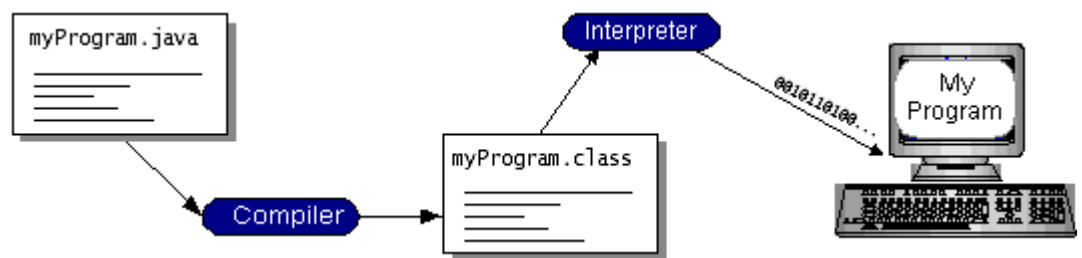 myProgram.java
Compiler
myProgram.class
Interpreter
0010110100...
My
Program